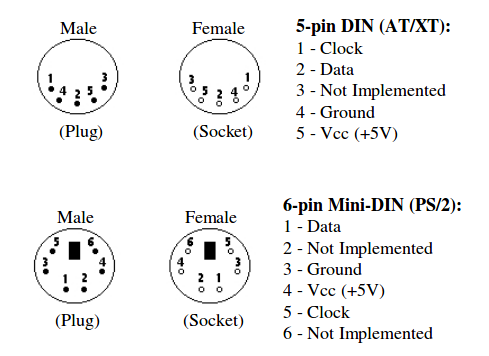 Male Female 5-pin DIN (AT/XT):
1 - Clock
2 - Data
3 - Not Implemented
4 - Ground
5 - Vcc (+5V)
1 4 2 5 3
3 5 2 4 1
(Plug) (Socket)
6-pin Mini-DIN (PS/2):
Male Female
1 - Data
2 - Not Implemented
3 - Ground
4 - Vcc (+5V)
5 - Clock
6 - Not Implemented
5 6
3 4
1 2
6 5
4 3
2 1
(Plug) (Socket)